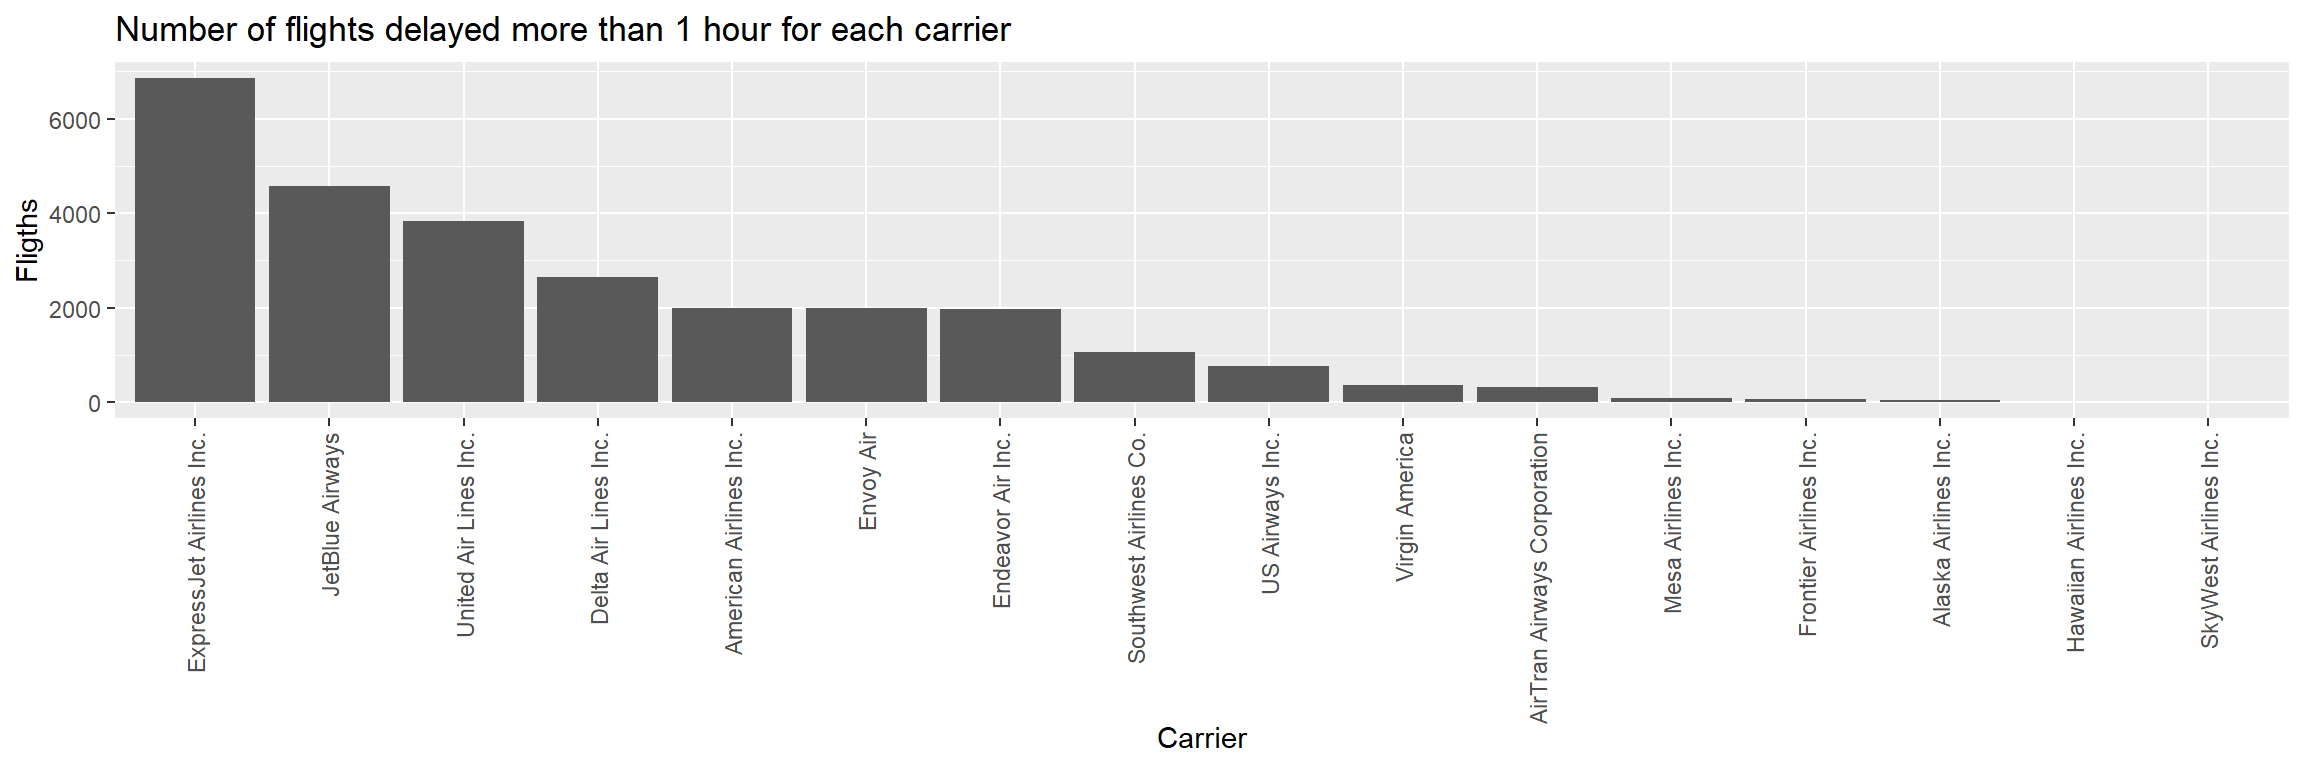 Number of flights delayed more than 1 hour for each carrier
Fligths
6000
4000
2000
0
ExpressJet Airlines Inc.
JetBlue Airways
United Air Lines Inc.
Delta Air Lines Inc.
American Airlines Inc.
Envoy Air
Endeavor Air Inc.
Southwest Airlines Co.
US Airways Inc.
Virgin America
AirTran Airways Corporation
Mesa Airlines Inc.
Frontier Airlines Inc.
Alaska Airlines Inc.
Hawaiian Airlines Inc.
SkyWest Airlines Inc.
Carrier